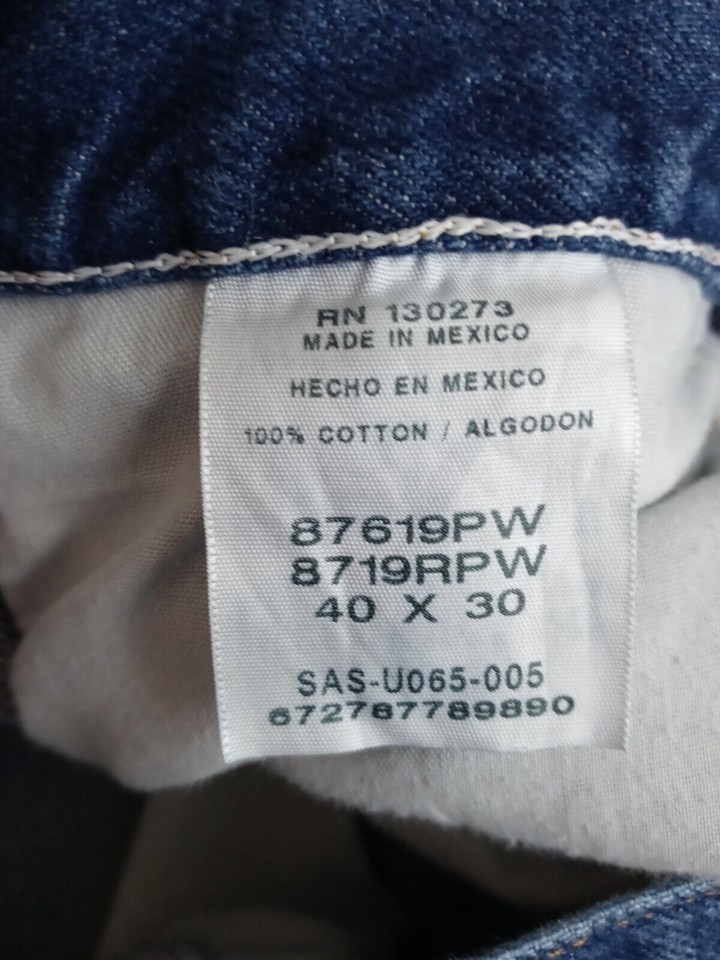 RN 130273
MADE IN MEXICO
HECHO EN MEXICO
100% COTTON / ALGODON
87619PW
8719RPW
40 X 30
SAS-U065-005
672767789890